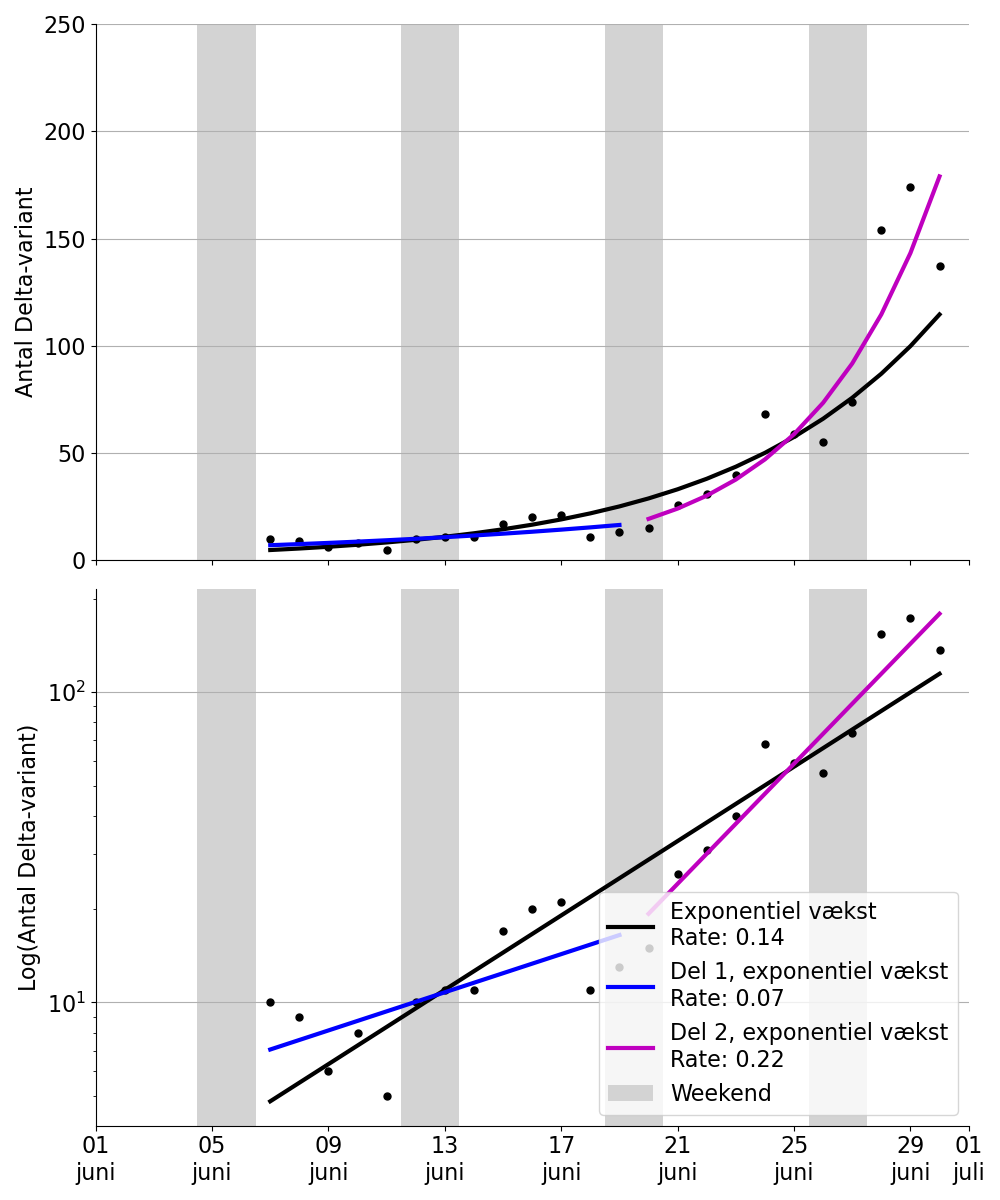 250
200
150
100
50
0
Antal Delta-variant
10²
10¹
Log(Antal Delta-variant)
Exponentiel vækst
Rate: 0.14
Del 1, exponentiel vækst
Rate: 0.07
Del 2, exponentiel vækst
Rate: 0.22
Weekend
01 05 09 13 17 21 25 29 01
juni juni juni juni juni juni juni juni juli